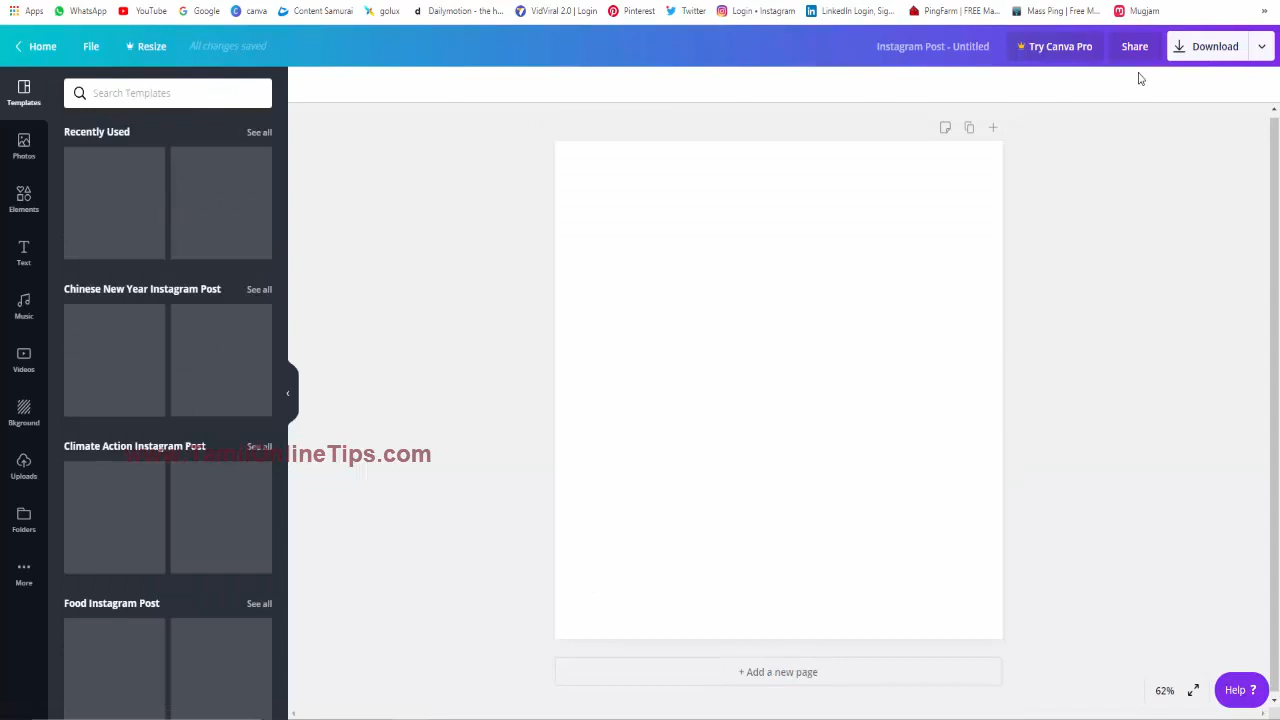 Apps WhatsApp YouTube Google canva Content Samurai golux Dailymotion - the h... VidViral 2.0 | Login Pinterest Twitter Login • Instagram LinkedIn Login, Sig... PingFarm | FREE Ma... Mass Ping | Free M... Mugjam »
Home File Resize All changes saved Instagram Post - Untitled Try Canva Pro Share Download
Templates
Search Templates
Recently Used See all
Photos
Elements
Text
Chinese New Year Instagram Post See all
Music
Videos
Bkground
Climate Action Instagram Post See all
www.TamilOnlineTips.com
Uploads
Folders
More
Food Instagram Post See all
+ Add a new page
62% Help ?